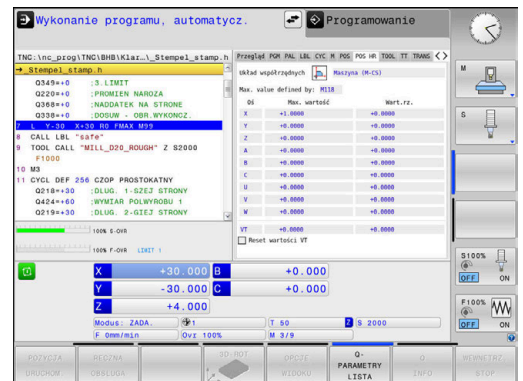 Wykonanie programu, automatycz.
Programowanie
TNC:\nc_prog\TNC\BHB\Klar…\_Stempel_stamp.h
→_Stempel_stamp.h
Q349=+0 ;3.LIMIT
Q220=+0 ;PROMIEN NAROZA
Q368=+0 ;NADDATEK NA STRONE
Q338=+0 ;DOSUW - OBR.WYKONCZ.
7 L Y-30 X+30 R0 FMAX M99
8 CALL LBL "safe"
9 TOOL CALL "MILL_D20_ROUGH" Z S2000
F1000
10 M3
11 CYCL DEF 256 CZOP PROSTOKATNY
Q218=+30 ;DLUG. 1-SZEJ STRONY
Q424=+60 ;WYMIAR POLWYROBU 1
Q219=+30 ;DLUG. 2-GIEJ STRONY
100% S-OVR
100% F-OVR LIMIT 1
Przegląd PGM PAL LBL CYC M POS POS HR TOOL TT TRANS
Układ współrzędnych Maszyna (M-CS)
Max. value defined by: M118
Oś Max. wartość Wart.rz.
X +1.0000 +0.0000
Y +0.0000 +0.0000
Z +0.0000 +0.0000
A +0.0000 +0.0000
B +0.0000 +0.0000
C +0.0000 +0.0000
U +0.0000 +0.0000
V +0.0000 +0.0000
W +0.0000 +0.0000
VT +0.0000 +0.0000
Reset wartości VT
X +30.000 B +0.000
Y -30.000 C +0.000
Z +4.000
Modus: ZADA. 1 T 50 Z S 2000
F 0mm/min Ovr 100% M 3/9
M
S
S100%
OFF ON
F100%
OFF ON
POZYCJA URUCHOM.
RECZNA OBSLUGA
3D ROT
OPCJE WIDOKU
Q-PARAMETRY LISTA
Q INFO
WEWNETRZ. STOP